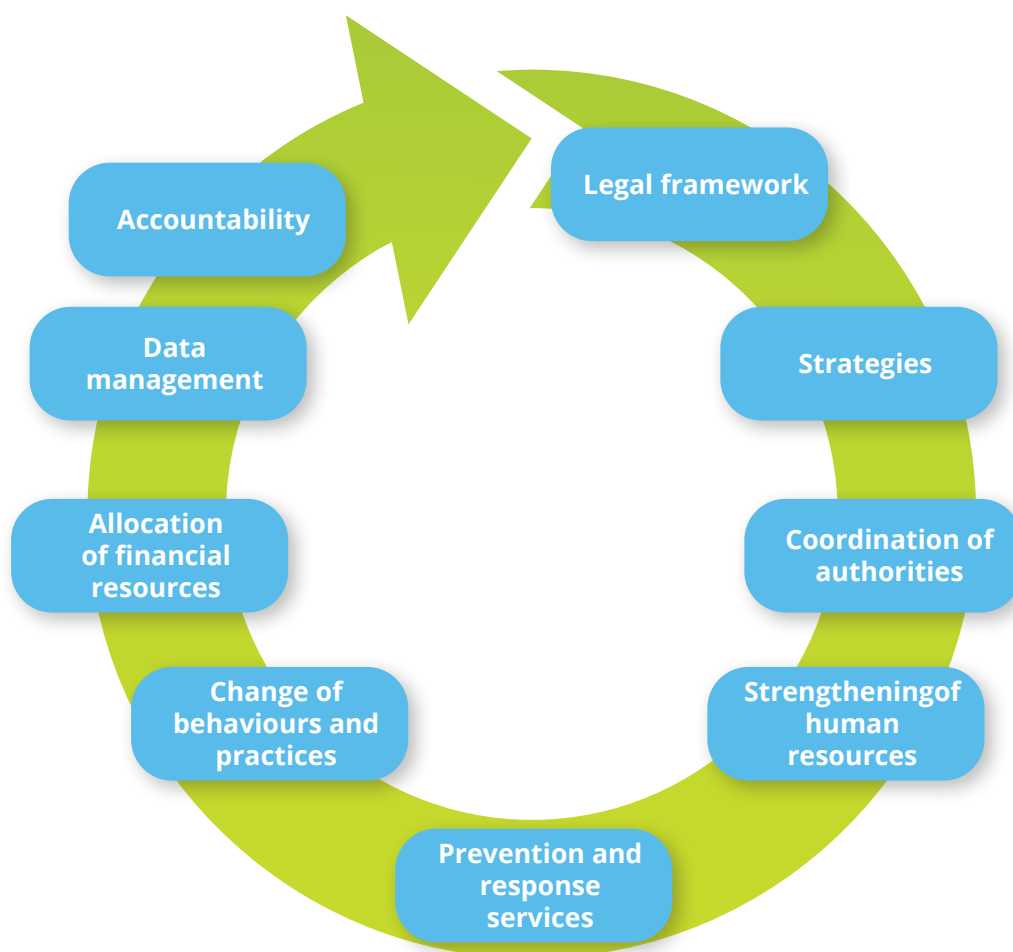 Legal framework
Strategies
Coordination of
authorities
Strengtheningof
human
resources
Prevention and
response
services
Change of
behaviours and
practices
Allocation
of financial
resources
Data
management
Accountability